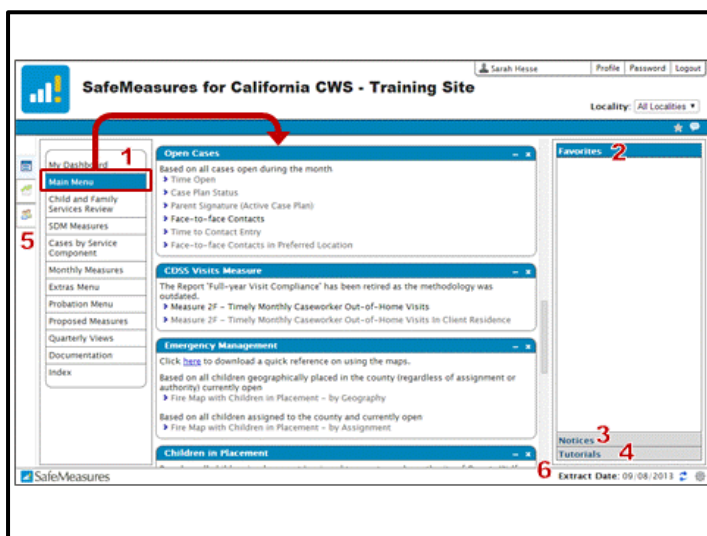 Sarah Hesse
Profile
Password
Logout
SafeMeasures for California CWS - Training Site
Locality: All Localities
1
My Dashboard
Main Menu
Child and Family
Services Review
SDM Measures
Cases by Service
Component
Monthly Measures
Extras Menu
Probation Menu
Proposed Measures
Quarterly Views
Documentation
Index
5
Open Cases
Based on all cases open during the month
Time Open
Case Plan Status
Parent Signature (Active Case Plan)
Face-to-face Contacts
Time to Contact Entry
Face-to-face Contacts in Preferred Location
CDSS Visits Measure
The Report "Full-year Visit Compliance" has been retired as the methodology was
outdated.
Measure 2F - Timely Monthly Caseworker Out-of-Home Visits
Measure 2F - Timely Monthly Caseworker Out-of-Home Visits In Client Residence
Emergency Management
Click here to download a quick reference on using the maps.
Based on all children geographically placed in the county (regardless of assignment or
authority) currently open
Fire Map with Children in Placement - by Geography
Based on all children assigned to the county and currently open
Fire Map with Children in Placement - by Assignment
Children in Placement
Favorites 2
Notices 3
Tutorials 4
SafeMeasures
6 Extract Date: 09/08/2013